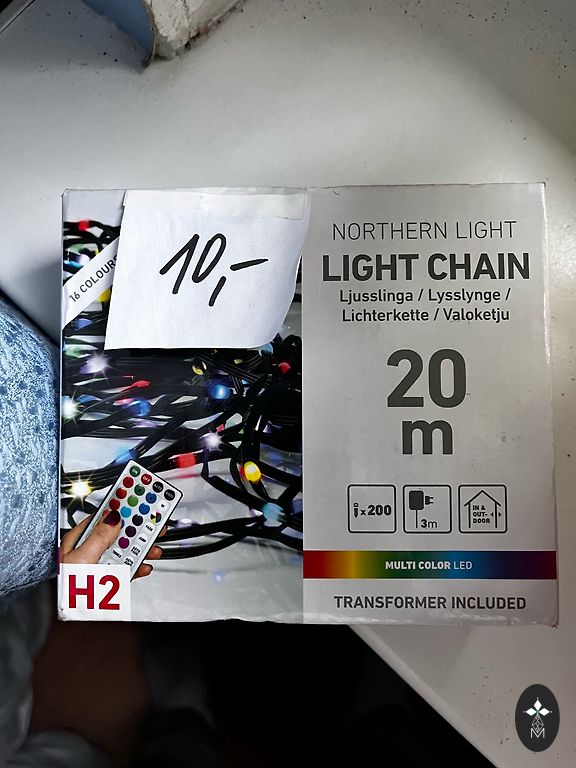 16 COLOURS
10,-
NORTHERN LIGHT
LIGHT CHAIN
Ljusslinga / Lysslynge /
Lichterkette / Valoketju
20
m
x200
3m
IN &
OUT-
DOOR
MULTI COLOR LED
H2
TRANSFORMER INCLUDED
M